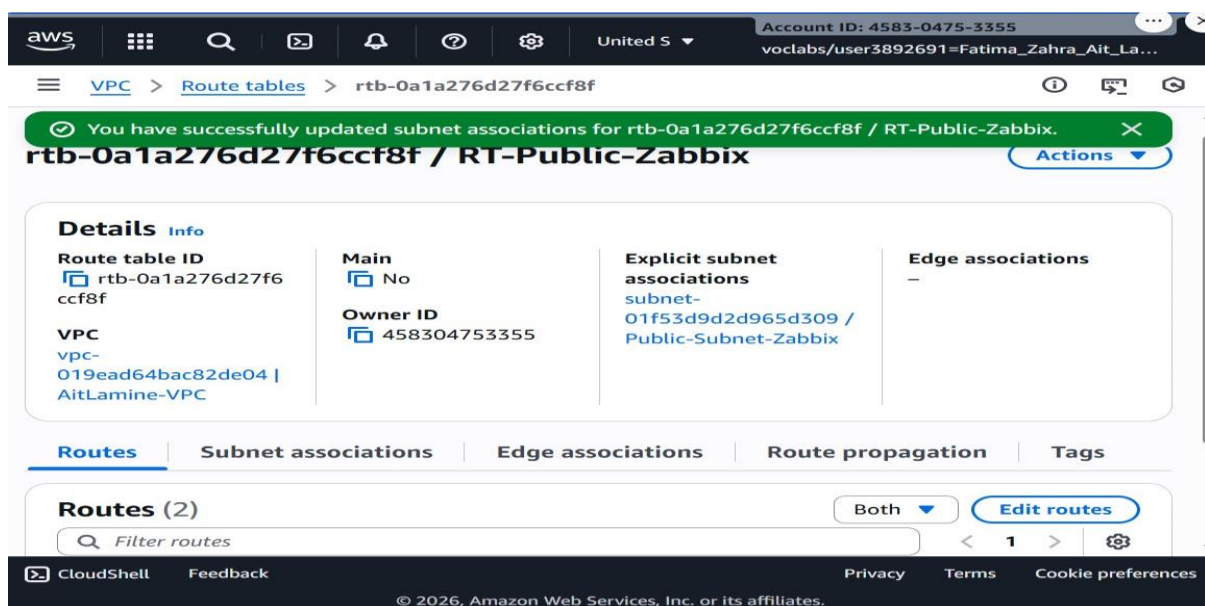 aws
United S
Account ID: 4583-0475-3355
voclabs/user3892691=Fatima_Zahra_Ait_La...
VPC > Route tables > rtb-0a1a276d27f6ccf8f
You have successfully updated subnet associations for rtb-0a1a276d27f6ccf8f / RT-Public-Zabbix.
rtb-0a1a276d27f6ccf8f / RT-Public-Zabbix
Actions
Details Info
Route table ID
rtb-0a1a276d27f6
ccf8f
VPC
vpc-
019ead64bac82de04 |
AitLamine-VPC
Main
No
Owner ID
458304753355
Explicit subnet
associations
subnet-
01f53d9d2d965d309 /
Public-Subnet-Zabbix
Edge associations
–
Routes Subnet associations Edge associations Route propagation Tags
Routes (2)
Both
Edit routes
Filter routes
< 1 >
CloudShell Feedback Privacy Terms Cookie preferences
© 2026, Amazon Web Services, Inc. or its affiliates.